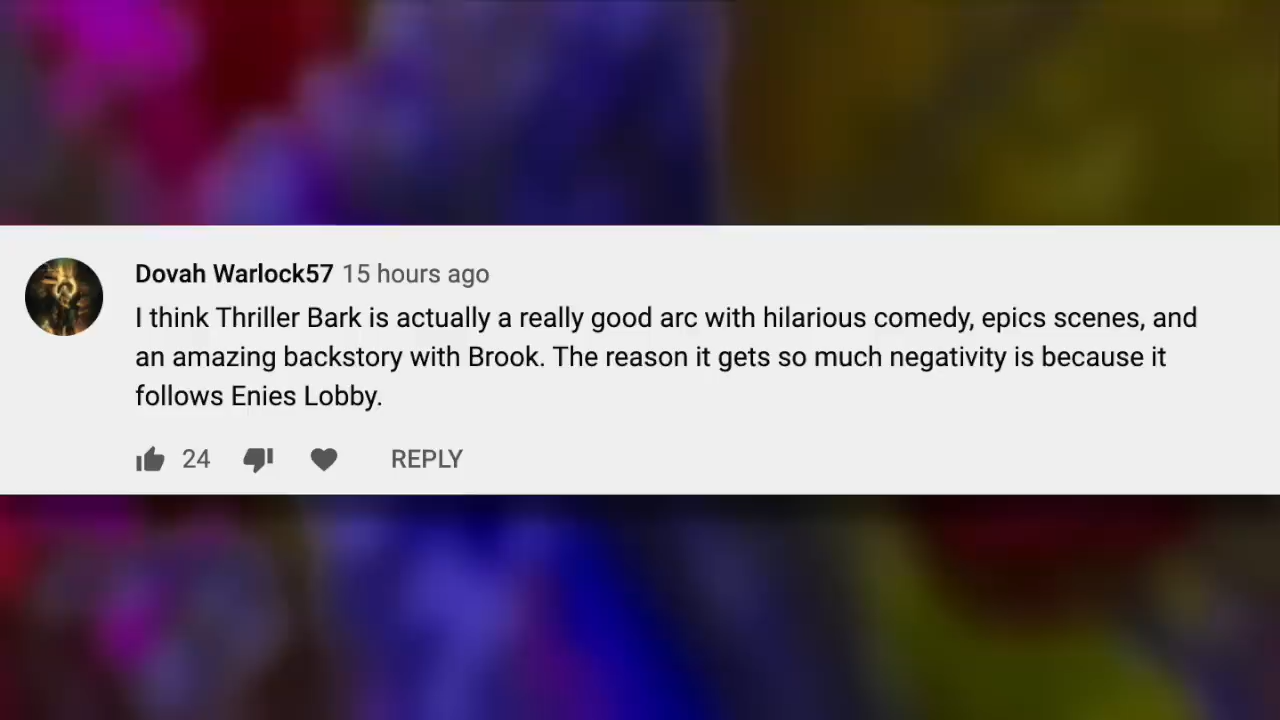 Dovah Warlock57 15 hours ago
I think Thriller Bark is actually a really good arc with hilarious comedy, epics scenes, and
an amazing backstory with Brook. The reason it gets so much negativity is because it
follows Enies Lobby.
24 REPLY